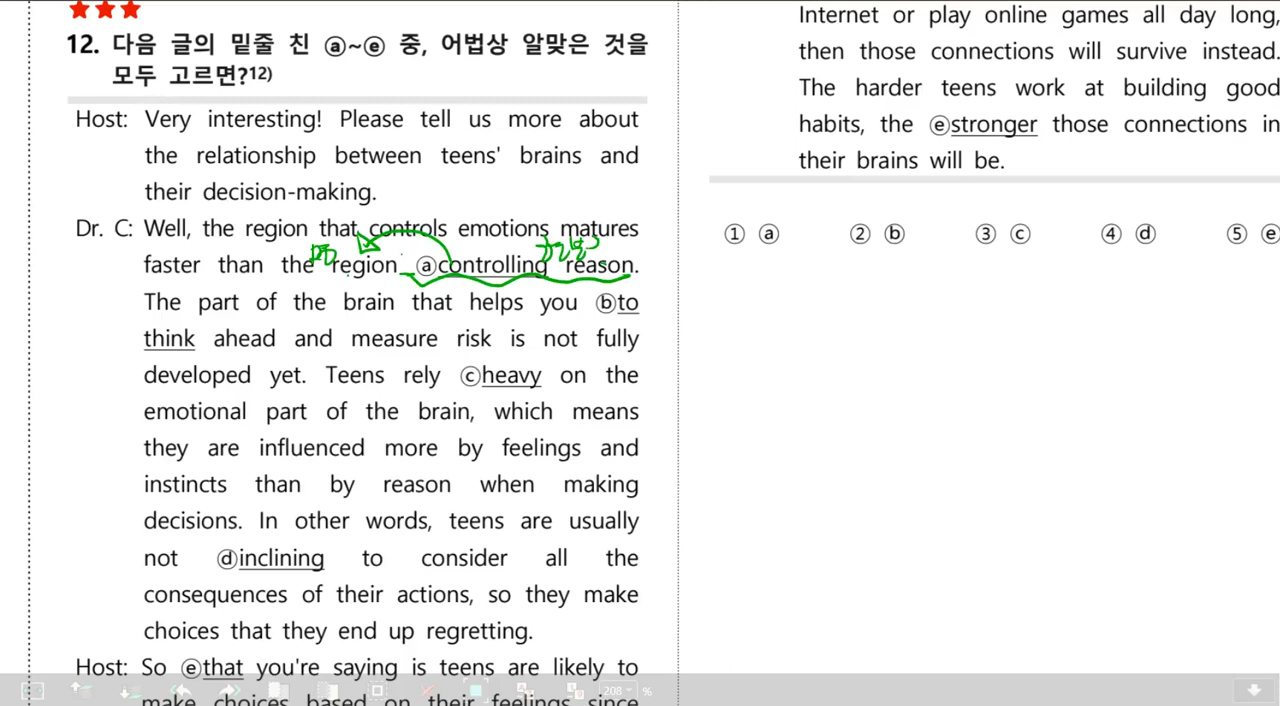 12. 다음 글의 밑줄 친 ⓐ~ⓔ 중, 어법상 알맞은 것을
모두 고르면?12)
Host: Very interesting! Please tell us more about
the relationship between teens' brains and
their decision-making.
Dr. C: Well, the region that controls emotions matures
faster than the region ⓐcontrolling reason.
The part of the brain that helps you ⓑto
think ahead and measure risk is not fully
developed yet. Teens rely ⓒheavy on the
emotional part of the brain, which means
they are influenced more by feelings and
instincts than by reason when making
decisions. In other words, teens are usually
not ⓓinclining to consider all the
consequences of their actions, so they make
choices that they end up regretting.
Host: So ⓔthat you're saying is teens are likely to
make choices based on their feelings since
Internet or play online games all day long,
then those connections will survive instead.
The harder teens work at building good
habits, the ⓔstronger those connections in
their brains will be.
① ⓐ ② ⓑ ③ ⓒ ④ ⓓ ⑤ ⓔ
208 %